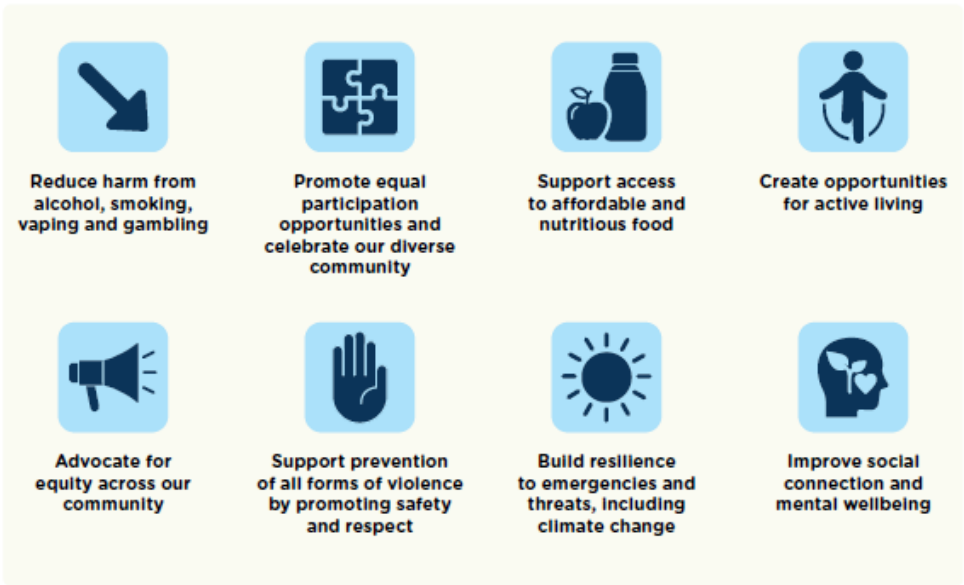 Reduce harm from
alcohol, smoking,
vaping and gambling
Promote equal
participation
opportunities and
celebrate our diverse
community
Support access
to affordable and
nutritious food
Create opportunities
for active living
Advocate for
equity across our
community
Support prevention
of all forms of violence
by promoting safety
and respect
Build resilience
to emergencies and
threats, including
climate change
Improve social
connection and
mental wellbeing